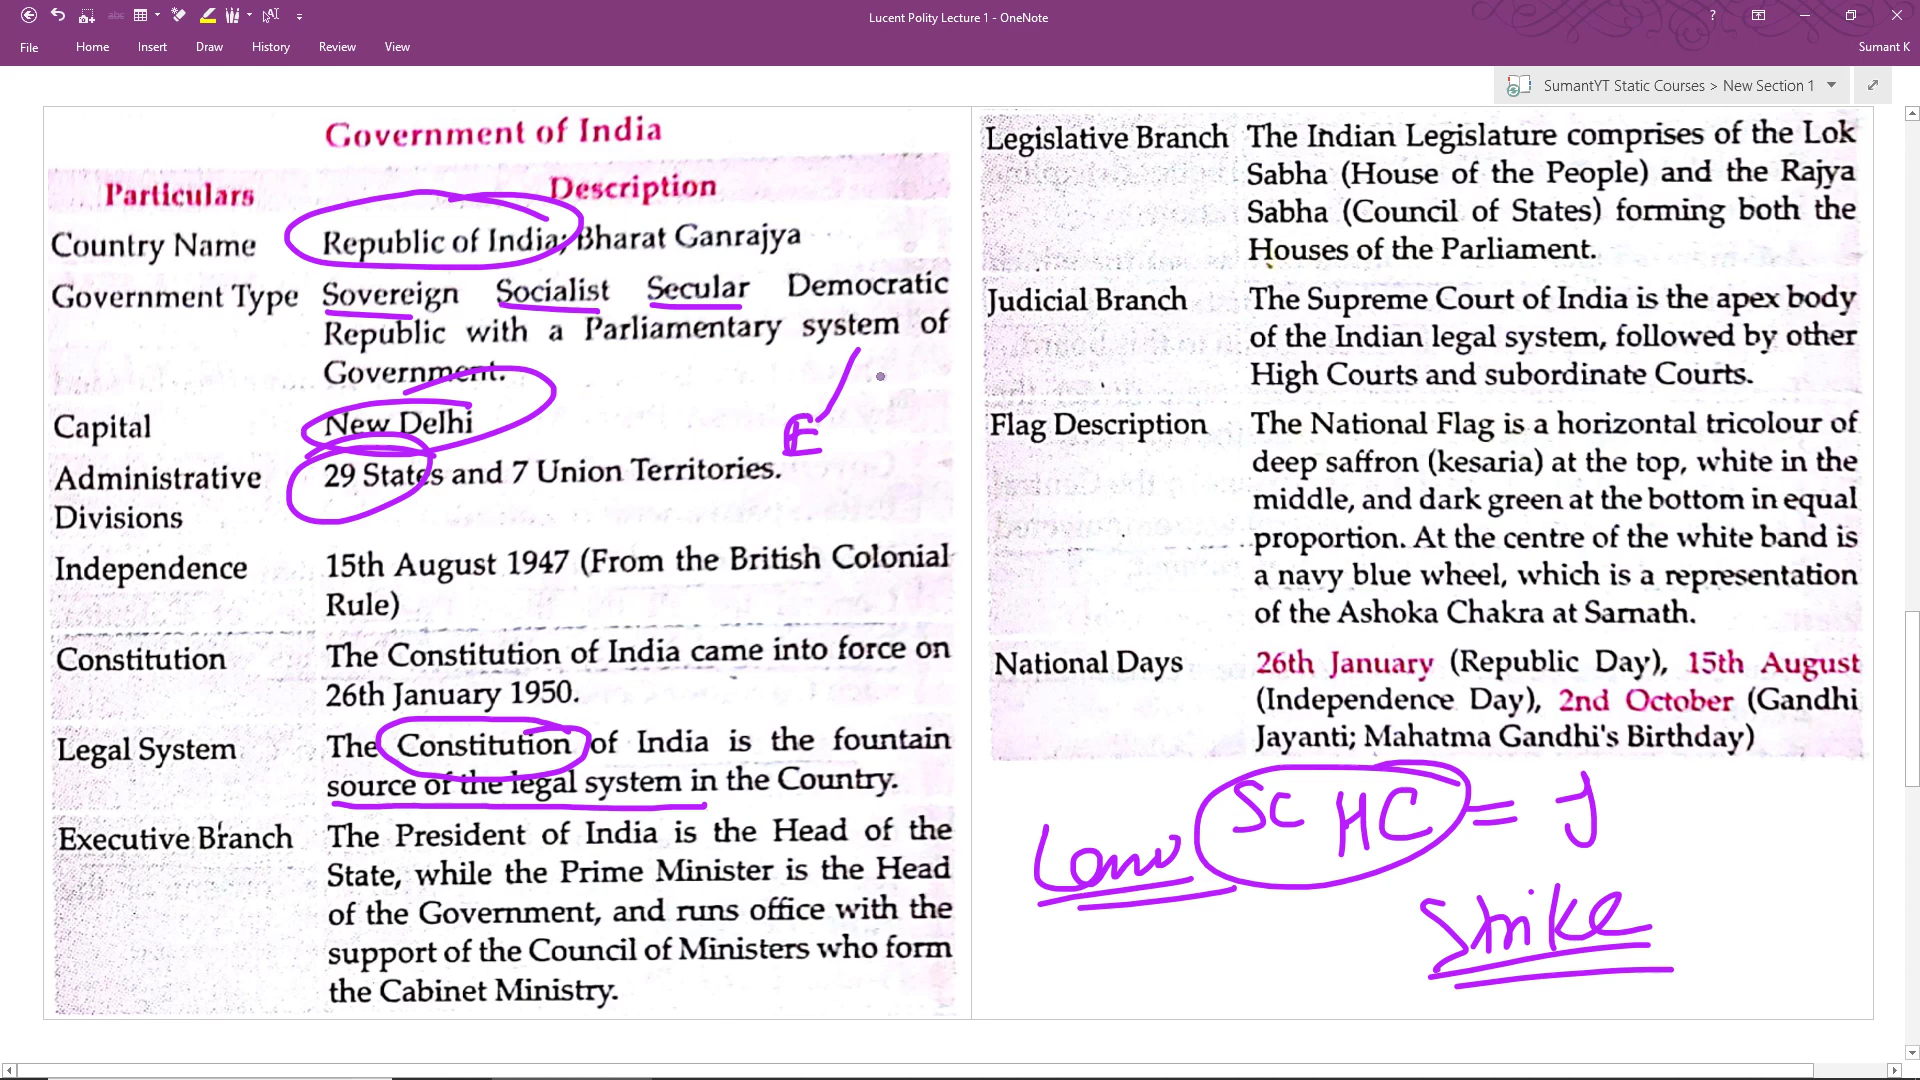 Lucent Polity Lecture 1 - OneNote
File Home Insert Draw History Review View
Sumant K
SumantYT Static Courses > New Section 1
Government of India
Particulars Description
Country Name Republic of India; Bharat Ganrajya
Government Type Sovereign Socialist Secular Democratic
Republic with a Parliamentary system of
Government.
Capital New Delhi
E
Administrative 29 States and 7 Union Territories.
Divisions
Independence 15th August 1947 (From the British Colonial
Rule)
Constitution The Constitution of India came into force on
26th January 1950.
Legal System The Constitution of India is the fountain
source of the legal system in the Country.
Executive Branch The President of India is the Head of the
State, while the Prime Minister is the Head
of the Government, and runs office with the
support of the Council of Ministers who form
the Cabinet Ministry.
Legislative Branch The Indian Legislature comprises of the Lok
Sabha (House of the People) and the Rajya
Sabha (Council of States) forming both the
Houses of the Parliament.
Judicial Branch The Supreme Court of India is the apex body
of the Indian legal system, followed by other
High Courts and subordinate Courts.
Flag Description The National Flag is a horizontal tricolour of
deep saffron (kesaria) at the top, white in the
middle, and dark green at the bottom in equal
proportion. At the centre of the white band is
a navy blue wheel, which is a representation
of the Ashoka Chakra at Sarnath.
National Days 26th January (Republic Day), 15th August
(Independence Day), 2nd October (Gandhi
Jayanti; Mahatma Gandhi's Birthday)
SC HC = J
Strike